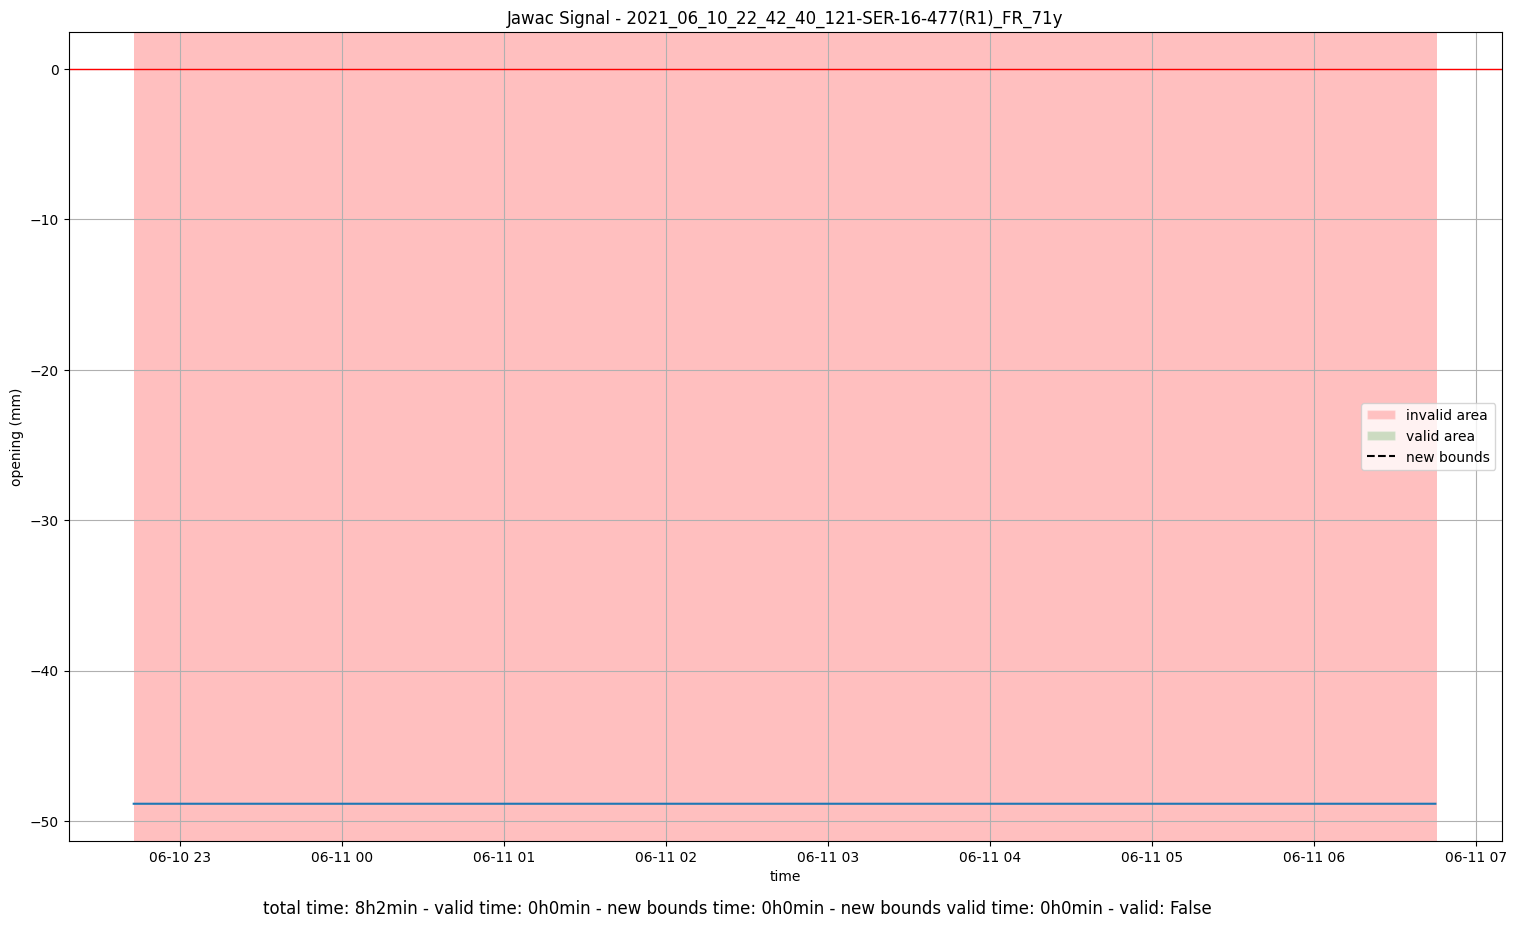 Jawac Signal - 2021_06_10_22_42_40_121-SER-16-477(R1)_FR_71y
0
−10
−20
−30
−40
−50
opening (mm)
invalid area
valid area
new bounds
06-10 23
06-11 00
06-11 01
06-11 02
06-11 03
06-11 04
06-11 05
06-11 06
06-11 07
time
total time: 8h2min - valid time: 0h0min - new bounds time: 0h0min - new bounds valid time: 0h0min - valid: False